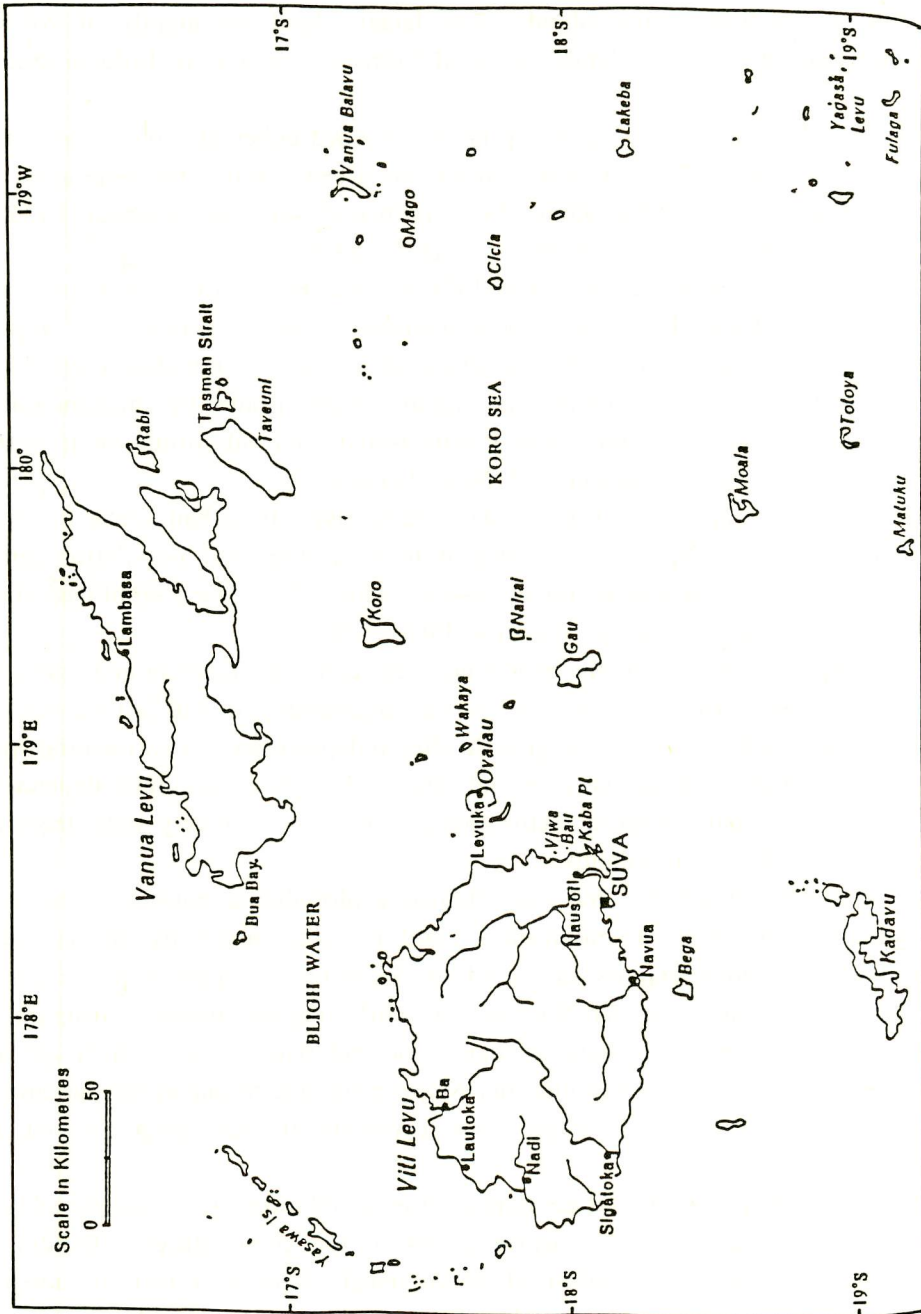 179°W
180°
179°E
178°E
17°S
18°S
19°S
17°S
18°S
19°S
Scale in Kilometres
0 50
Vanua Levu
Lambasa
Rabi
Tasman Strait
Taveuni
Bua Bay
BLIGH WATER
Yasawa Is
Vanua Balavu
Mago
Cicia
Lakeba
KORO SEA
Koro
Nairai
Gau
Wakaya
Levuka
Ovalau
Viwa
Bau
Kaba Pt
Viti Levu
Ba
Lautoka
Nadi
Sigatoka
Nausori
SUVA
Navua
Beqa
Kadavu
Moala
Totoya
Matuku
Yagasa
Levu
Fulaga